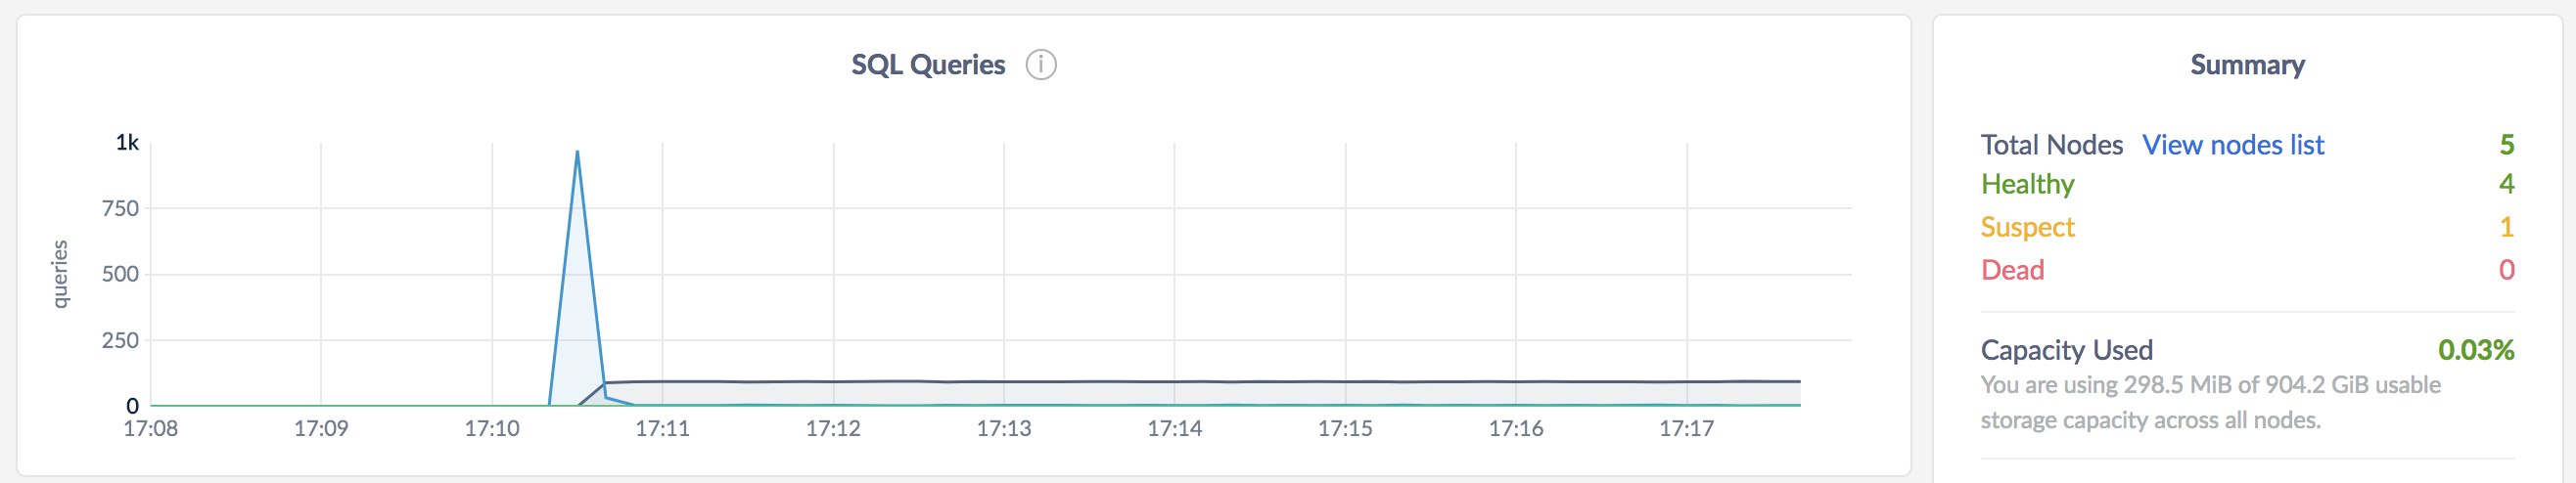 SQL Queries
1k
750
500
250
0
queries
17:08 17:09 17:10 17:11 17:12 17:13 17:14 17:15 17:16 17:17
Summary
Total Nodes View nodes list 5
Healthy 4
Suspect 1
Dead 0
Capacity Used 0.03%
You are using 298.5 MiB of 904.2 GiB usable
storage capacity across all nodes.